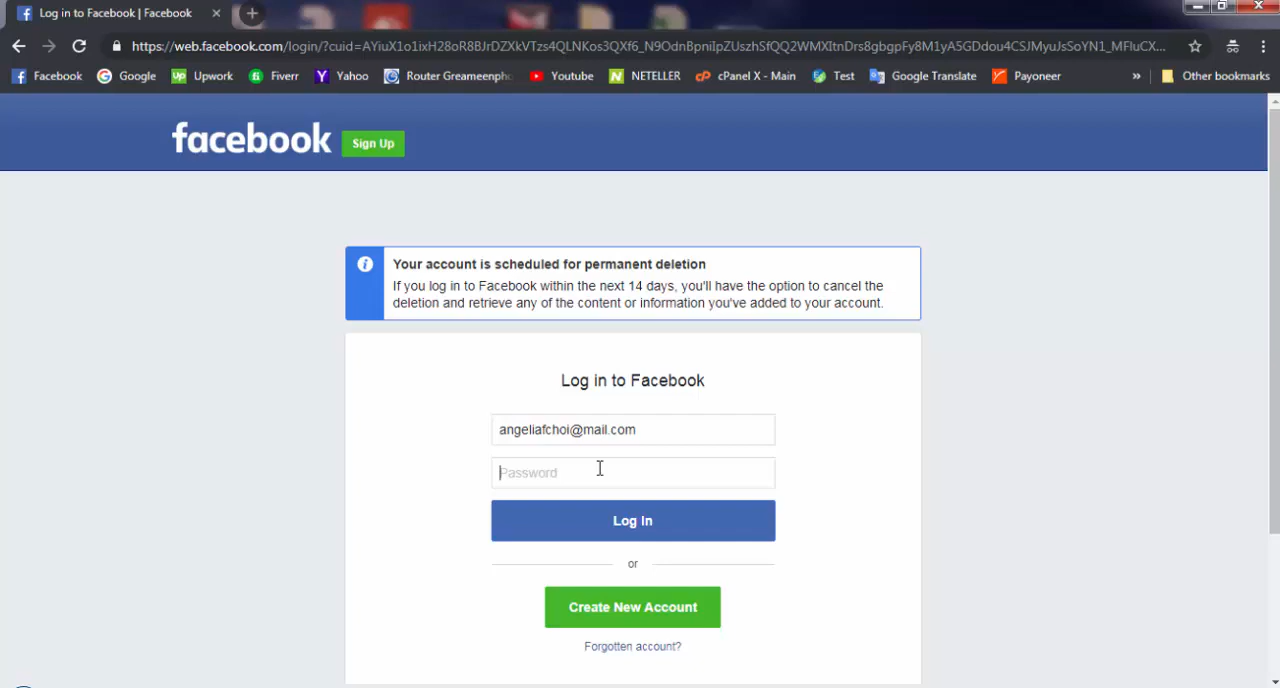 Log in to Facebook | Facebook
https://web.facebook.com/login/?cuid=
Facebook Google Upwork Fiverr Yahoo Router Greameenph Youtube NETELLER cPanel X - Main Test Google Translate Payoneer » Other bookmarks
facebook Sign Up
Your account is scheduled for permanent deletion
If you log in to Facebook within the next 14 days, you'll have the option to cancel the
deletion and retrieve any of the content or information you've added to your account.
Log in to Facebook
angeliafchoi@mail.com
Password
Log In
or
Create New Account
Forgotten account?